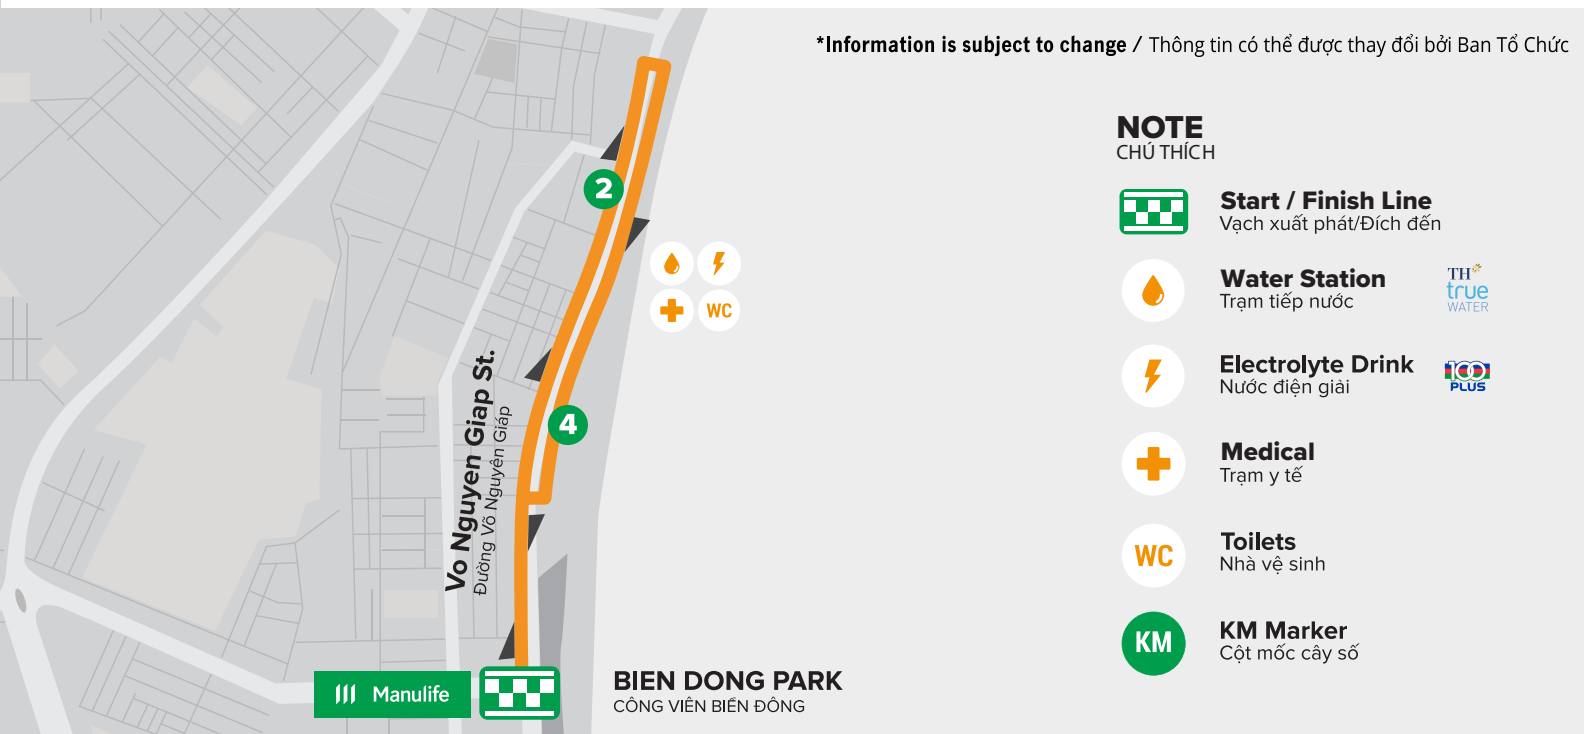 *Information is subject to change / Thông tin có thể được thay đổi bởi Ban Tổ Chức
NOTE
CHÚ THÍCH
Start / Finish Line
Vạch xuất phát/Đích đến
Water Station
Trạm tiếp nước
TH
true
WATER
Electrolyte Drink
Nước điện giải
100
PLUS
Medical
Trạm y tế
WC
Toilets
Nhà vệ sinh
KM
KM Marker
Cột mốc cây số
2
WC
4
Vo Nguyen Giap St.
Đường Võ Nguyên Giáp
Manulife
BIEN DONG PARK
CÔNG VIÊN BIỂN ĐÔNG